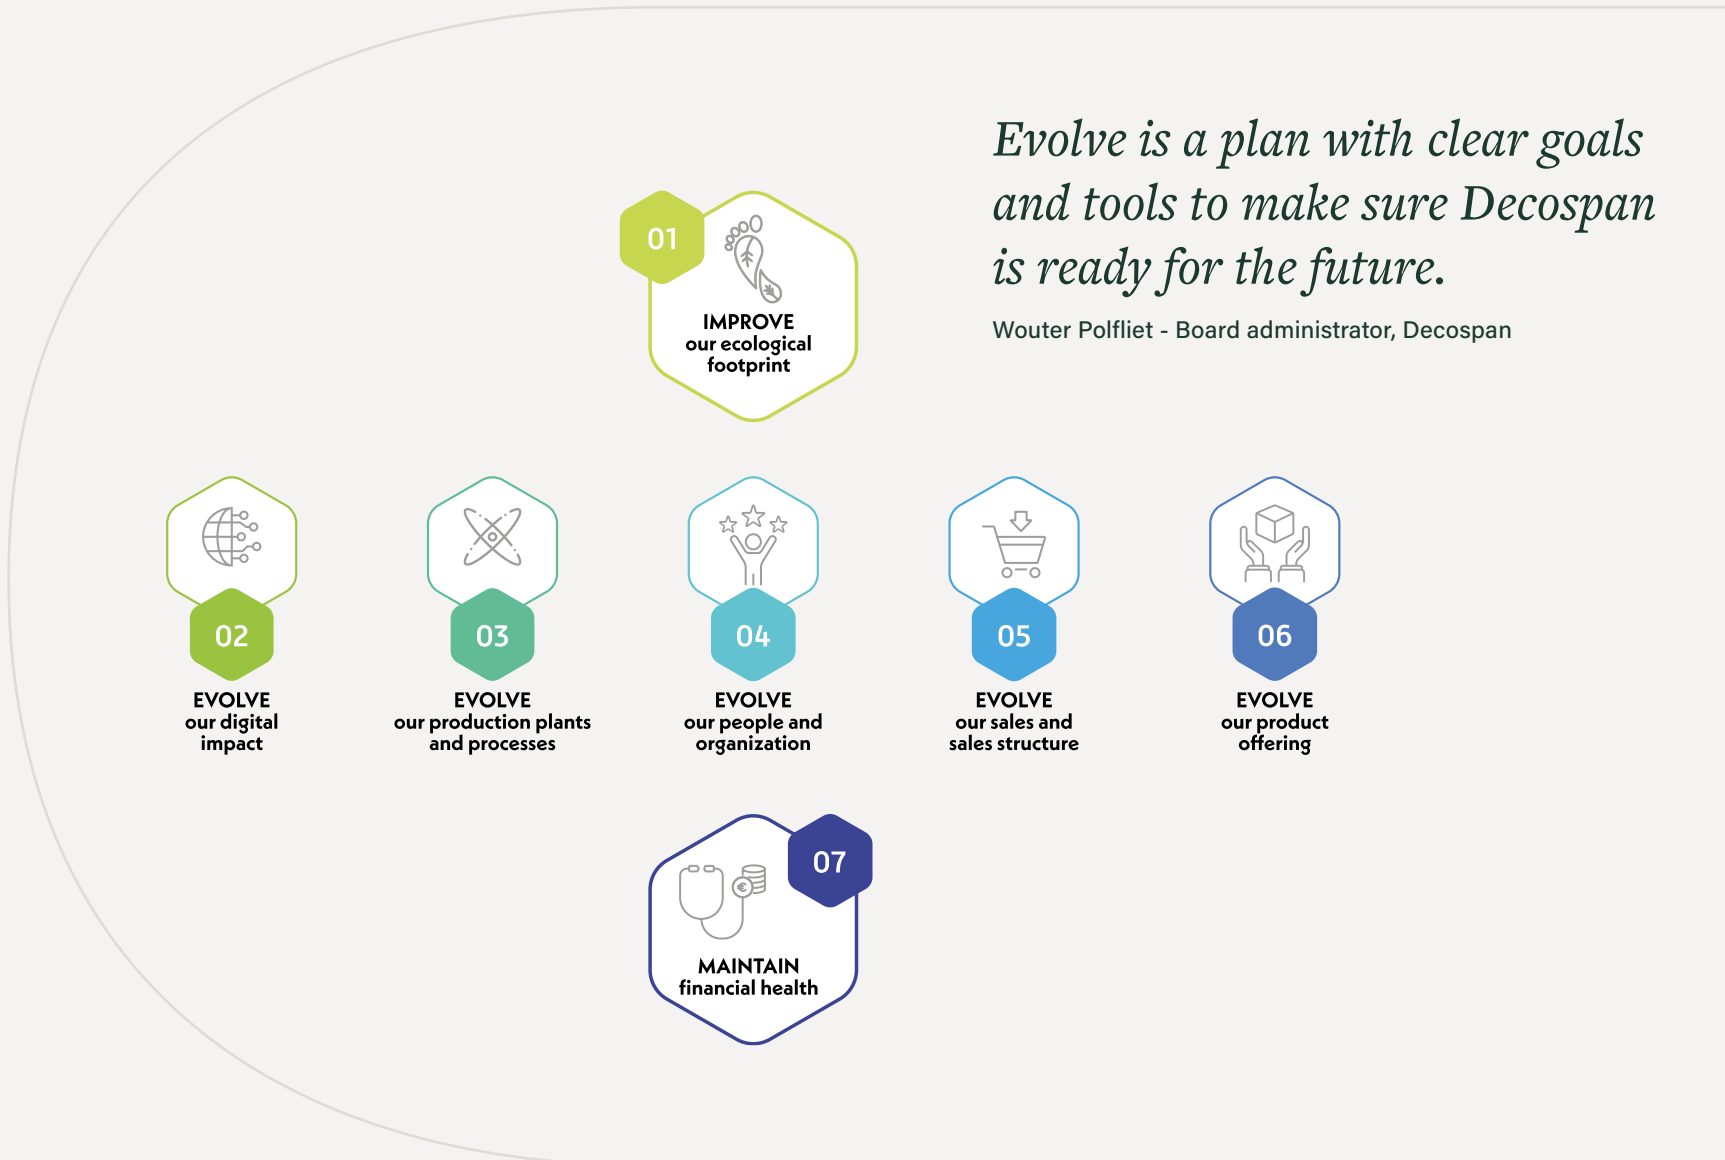 Evolve is a plan with clear goals
and tools to make sure Decospan
is ready for the future.
Wouter Polfliet - Board administrator, Decospan
01
IMPROVE
our ecological
footprint
02
EVOLVE
our digital
impact
03
EVOLVE
our production plants
and processes
04
EVOLVE
our people and
organization
05
EVOLVE
our sales and
sales structure
06
EVOLVE
our product
offering
07
€
MAINTAIN
financial health